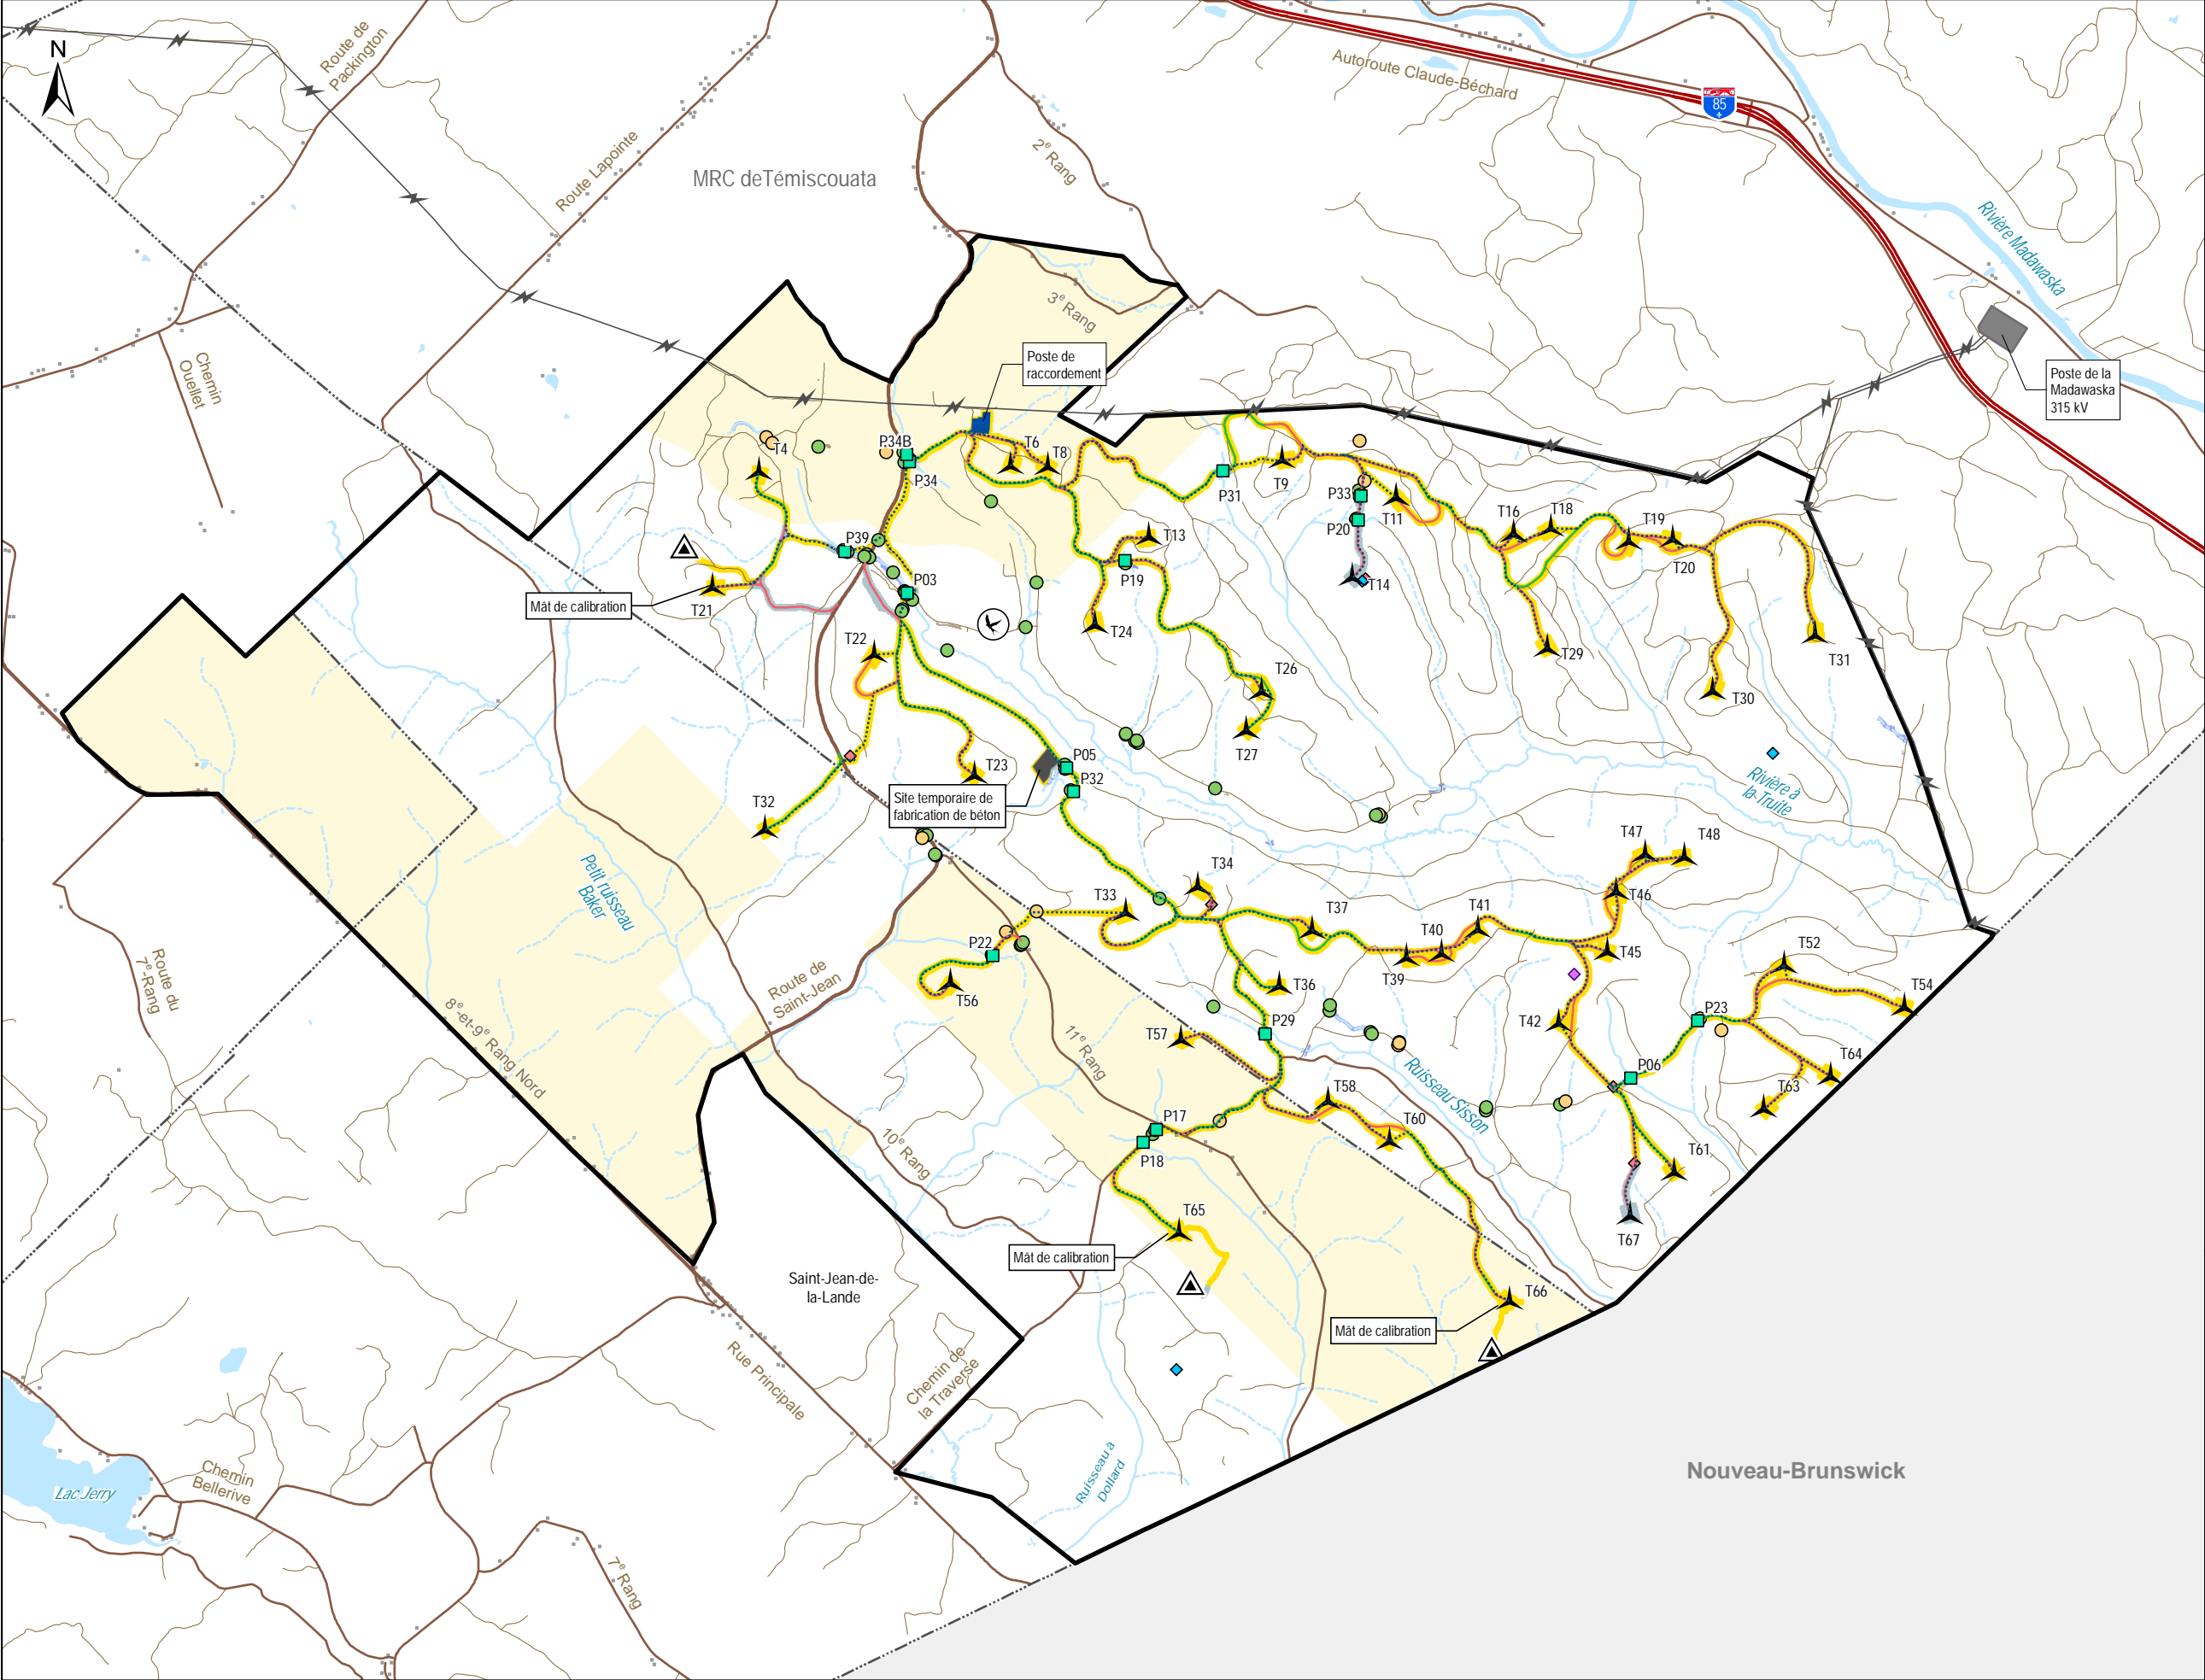 N
Route de
Packington
Autoroute Claude-Béchard
85
Route Lapointe
MRC deTémiscouata
2e Rang
Rivière Madawaska
3e Rang
Poste de
raccordement
Chemin
Ouellet
Poste de la
Madawaska
315 kV
T4
P34B
T6
T8
P34
P31
T9
P33
T11
P20
T16
T18
T19
T20
T13
P39
P19
T14
P03
Mât de calibration
T21
T24
T22
T29
T31
T26
T30
T27
T23
P05
P32
Rivière à
la Truite
Site temporaire de
fabrication de béton
T32
T47
T48
T34
Petit ruisseau
Baker
T33
T37
T41
T40
T46
P22
T39
T45
T52
T54
Route du
7e-Rang
Route de
Saint-Jean
T56
T36
P23
8e-et-9e Rang Nord
P29
T42
T57
11e Rang
Ruisseau Sisson
P06
T64
T63
T58
P17
T60
10e Rang
P18
T61
T65
T67
Mât de calibration
Saint-Jean-de-
la-Lande
T66
Mât de calibration
Rue Principale
Chemin de
la Traverse
Ruisseau à
Dollard
Nouveau-Brunswick
Chemin
Bellerive
Lac Jerry
7e Rang